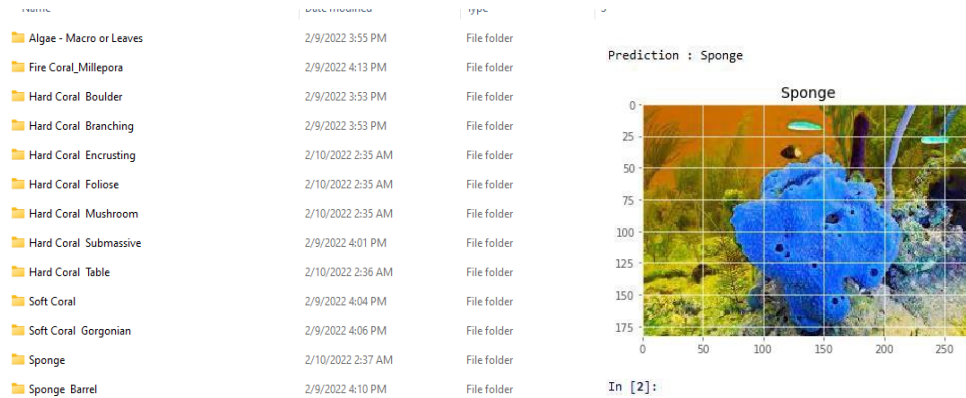 Name Date modified Type
Algae - Macro or Leaves 2/9/2022 3:55 PM File folder
Fire Coral_Millepora 2/9/2022 4:13 PM File folder
Hard Coral Boulder 2/9/2022 3:53 PM File folder
Hard Coral Branching 2/9/2022 3:53 PM File folder
Hard Coral Encrusting 2/10/2022 2:35 AM File folder
Hard Coral Foliose 2/10/2022 2:35 AM File folder
Hard Coral Mushroom 2/10/2022 2:35 AM File folder
Hard Coral Submassive 2/9/2022 4:01 PM File folder
Hard Coral Table 2/10/2022 2:36 AM File folder
Soft Coral 2/9/2022 4:04 PM File folder
Soft Coral Gorgonian 2/9/2022 4:06 PM File folder
Sponge 2/10/2022 2:37 AM File folder
Sponge Barrel 2/9/2022 4:10 PM File folder
Prediction : Sponge
Sponge
0
25
50
75
100
125
150
175
0 50 100 150 200 250
In [2]: